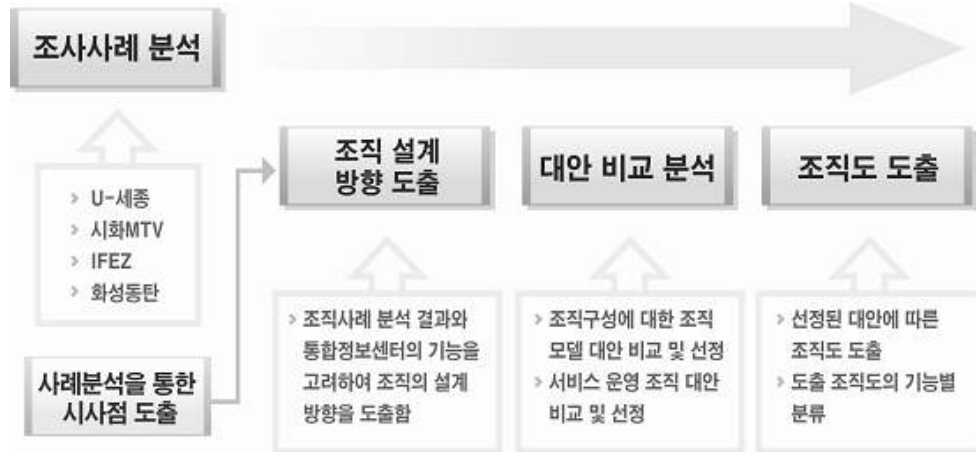 조사사례 분석
> U-세종
> 시화MTV
> IFEZ
> 화성동탄
사례분석을 통한
시사점 도출
조직 설계
방향 도출
> 조직사례 분석 결과와
통합정보센터의 기능을
고려하여 조직의 설계
방향을 도출함
대안 비교 분석
> 조직구성에 대한 조직
모델 대안 비교 및 선정
> 서비스 운영 조직 대안
비교 및 선정
조직도 도출
> 선정된 대안에 따른
조직도 도출
> 도출 조직도의 기능별
분류